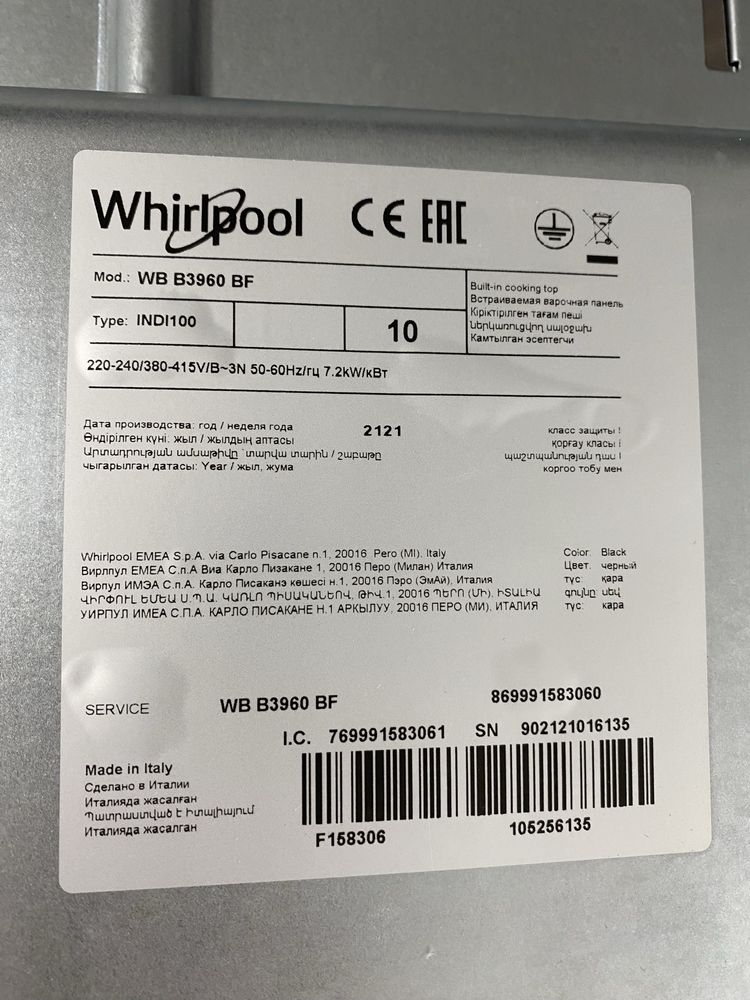 Whirlpool CE EAC
Mod.: WB B3960 BF
Type: INDI100
10
Built-in cooking top
Встраиваемая варочная панель
Кіріктірілген тағам пеші
Ներկառուցվող սալօջախ
Камтылган эсептегчи
220-240/380-415V/В~3N 50-60Hz/гц 7.2kW/кВт
Дата производства: год / неделя года
Өндірілген күні: жыл / жылдың аптасы
Արտադրության ամսաթիվը՝ տարվա տարին / շաբաթը
чыгарылган датасы: Year / жыл, жума
2121
класс защиты I
қорғау класы i
պաշտպանության դաս I
коргоо тобу мен
Whirlpool EMEA S.p.A. via Carlo Pisacane n.1, 20016 Pero (MI), Italy
Вирлпул ЕМЕА С.п.А Виа Карло Пизакане 1, 20016 Перо (Милан) Италия
Вирпул ИМЭА С.п.А. Карло Писаканэ көшесі н.1, 20016 Пэро (ЭмАй), Италия
ՎԻՐՓՈՒԼ ԵՄԵԱ Ս.Պ.Ա. ԿԱՌԼՈ ՊԻՍԱԿԱՆԵՈՎ, ԹԻՎ.1, 20016 ՊԵՐՈ (ՄԻ), ԻՏԱԼԻԱ
УИРПУЛ ИМЕА С.П.А. КАРЛО ПИСАКАНЕ Н.1 АРКЫЛУУ, 20016 ПЕРО (МИ), ИТАЛИЯ
Color: Black
Цвет. черный
түс: қара
գույնը: սեվ
түс: кара
SERVICE WB B3960 BF 869991583060
I.C. 769991583061 SN 902121016135
Made in Italy
Сделано в Италии
Италияда жасалған
Պատրաստված է Իտալիայում
Италияда жасалган
F158306 105256135